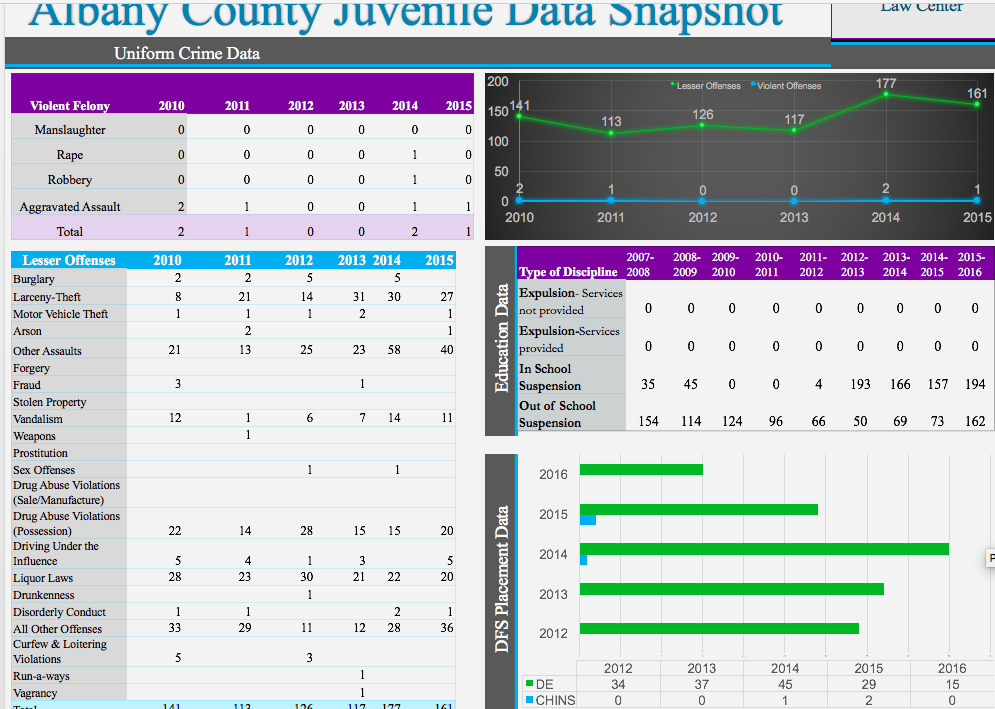 Albany County Juvenile Data Snapshot
Law Center
Uniform Crime Data
Violent Felony 2010 2011 2012 2013 2014 2015
Manslaughter 0 0 0 0 0 0
Rape 0 0 0 0 1 0
Robbery 0 0 0 0 1 0
Aggravated Assault 2 1 0 0 1 1
Total 2 1 0 0 2 1
Lesser Offenses 2010 2011 2012 2013 2014 2015
Burglary 2 2 5 5
Larceny-Theft 8 21 14 31 30 27
Motor Vehicle Theft 1 1 1 2 1
Arson 2 1
Other Assaults 21 13 25 23 58 40
Forgery
Fraud 3 1
Stolen Property
Vandalism 12 1 6 7 14 11
Weapons 1
Prostitution
Sex Offenses 1 1
Drug Abuse Violations
(Sale/Manufacture)
Drug Abuse Violations
(Possession) 22 14 28 15 15 20
Driving Under the
Influence 5 4 1 3 5
Liquor Laws 28 23 30 21 22 20
Drunkenness 1
Disorderly Conduct 1 1 2 1
All Other Offenses 33 29 11 12 28 36
Curfew & Loitering
Violations 5 3
Run-a-ways 1
Vagrancy 1
Total 141 113 126 117 177 161
Lesser Offenses Violent Offenses
200
150
100
50
0
141 113 126 117 177 161
2 1 0 0 2 1
2010 2011 2012 2013 2014 2015
Education Data
2007- 2008- 2009- 2010- 2011- 2012- 2013- 2014- 2015-
Type of Discipline 2008 2009 2010 2011 2012 2013 2014 2015 2016
Expulsion- Services
not provided 0 0 0 0 0 0 0 0 0
Expulsion-Services
provided 0 0 0 0 0 0 0 0 0
In School
Suspension 35 45 0 0 4 193 166 157 194
Out of School
Suspension 154 114 124 96 66 50 69 73 162
DFS Placement Data
2016
2015
2014
2013
2012
2012 2013 2014 2015 2016
DE 34 37 45 29 15
CHINS 0 0 1 2 0